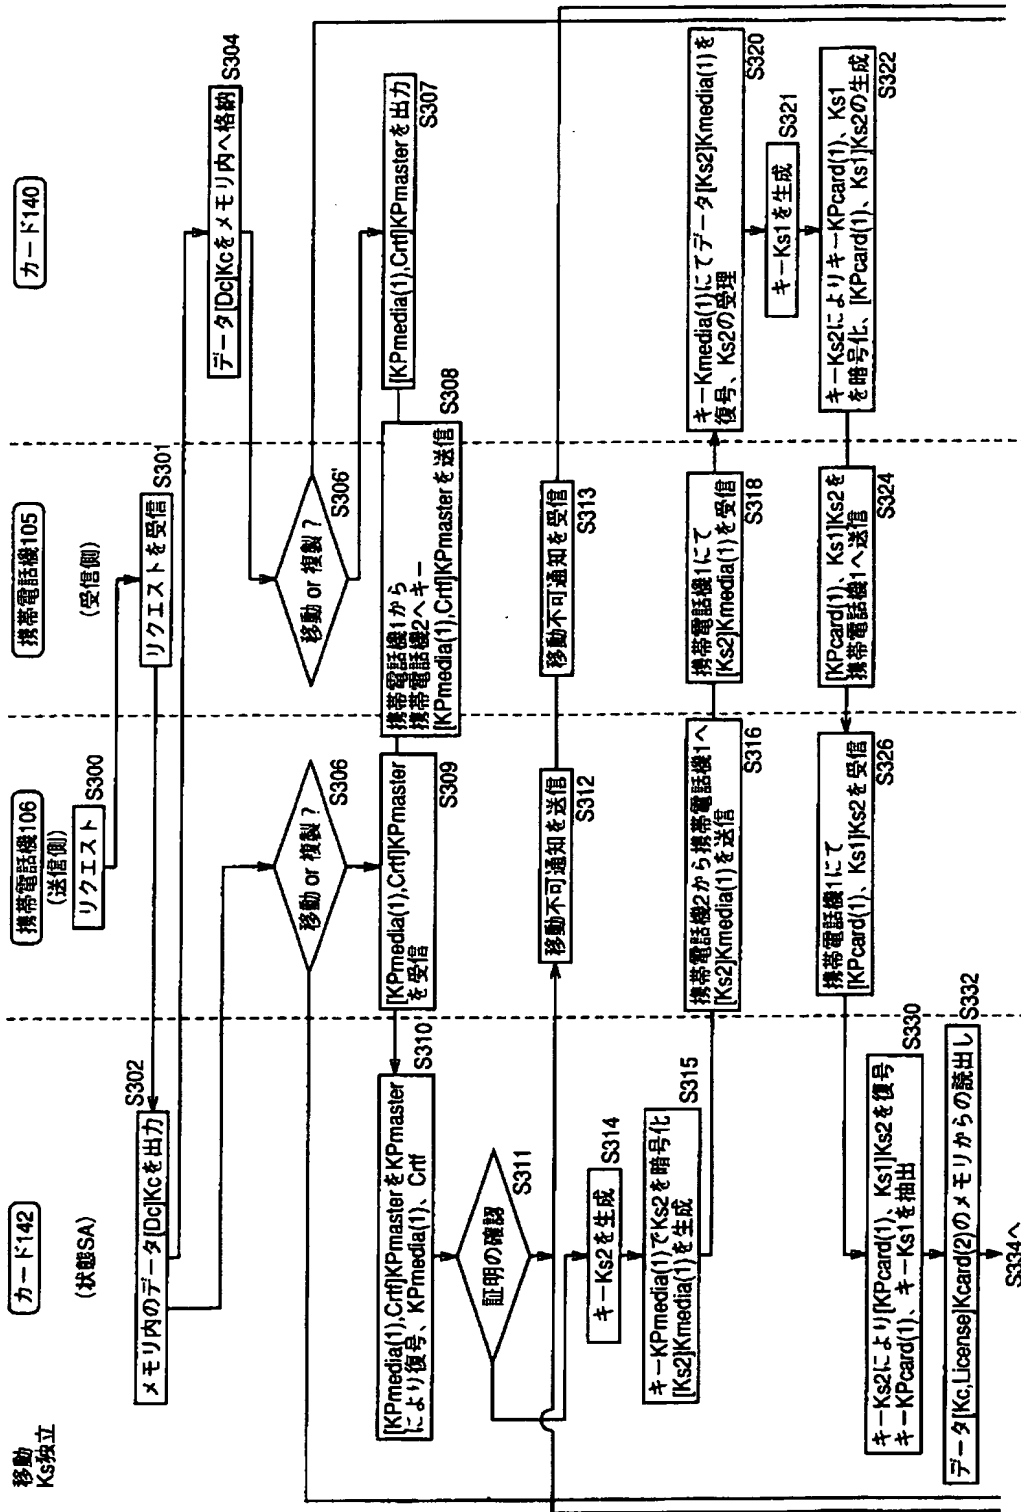 移動
Ks独立
カード142
(状態SA)
携帯電話機106
(送信側)
携帯電話機105
(受信側)
カード140
リクエスト
S300
リクエストを受信
S301
メモリ内のデータ[Dc]Kcを出力
S302
データ[Dc]Kcをメモリ内へ格納
S304
移動 or 複製?
S306
移動 or 複製?
S306'
[KPmedia(1),Crtf]KPmasterを出力
S307
携帯電話機1から
携帯電話機2へキー
[KPmedia(1),Crtf]KPmasterを送信
S308
[KPmedia(1),Crtf]KPmaster
を受信
S309
[KPmedia(1),Crtf]KPmasterをKPmaster
により復号、KPmedia(1)、Crtf
S310
証明の確認
S311
移動不可通知を送信
S312
移動不可通知を受信
S313
キーKs2を生成
S314
キーKPmedia(1)でKs2を暗号化
[Ks2]Kmedia(1)を生成
S315
携帯電話機2から携帯電話機1へ
[Ks2]Kmedia(1)を送信
S316
携帯電話機1にて
[Ks2]Kmedia(1)を受信
S318
キーKmedia(1)にてデータ[Ks2]Kmedia(1)を
復号、Ks2の受理
S320
キーKs1を生成
S321
キーKs2によりキーKPcard(1)、Ks1
を暗号化、[KPcard(1)、Ks1]Ks2の生成
S322
[KPcard(1)、Ks1]Ks2を
携帯電話機1へ送信
S324
携帯電話機1にて
[KPcard(1)、Ks1]Ks2を受信
S326
キーKs2により[KPcard(1)、Ks1]Ks2を復号
キーKPcard(1)、キーKs1を抽出
S330
データ[Kc,License]Kcard(2)のメモリからの読出し
S332
S334へ